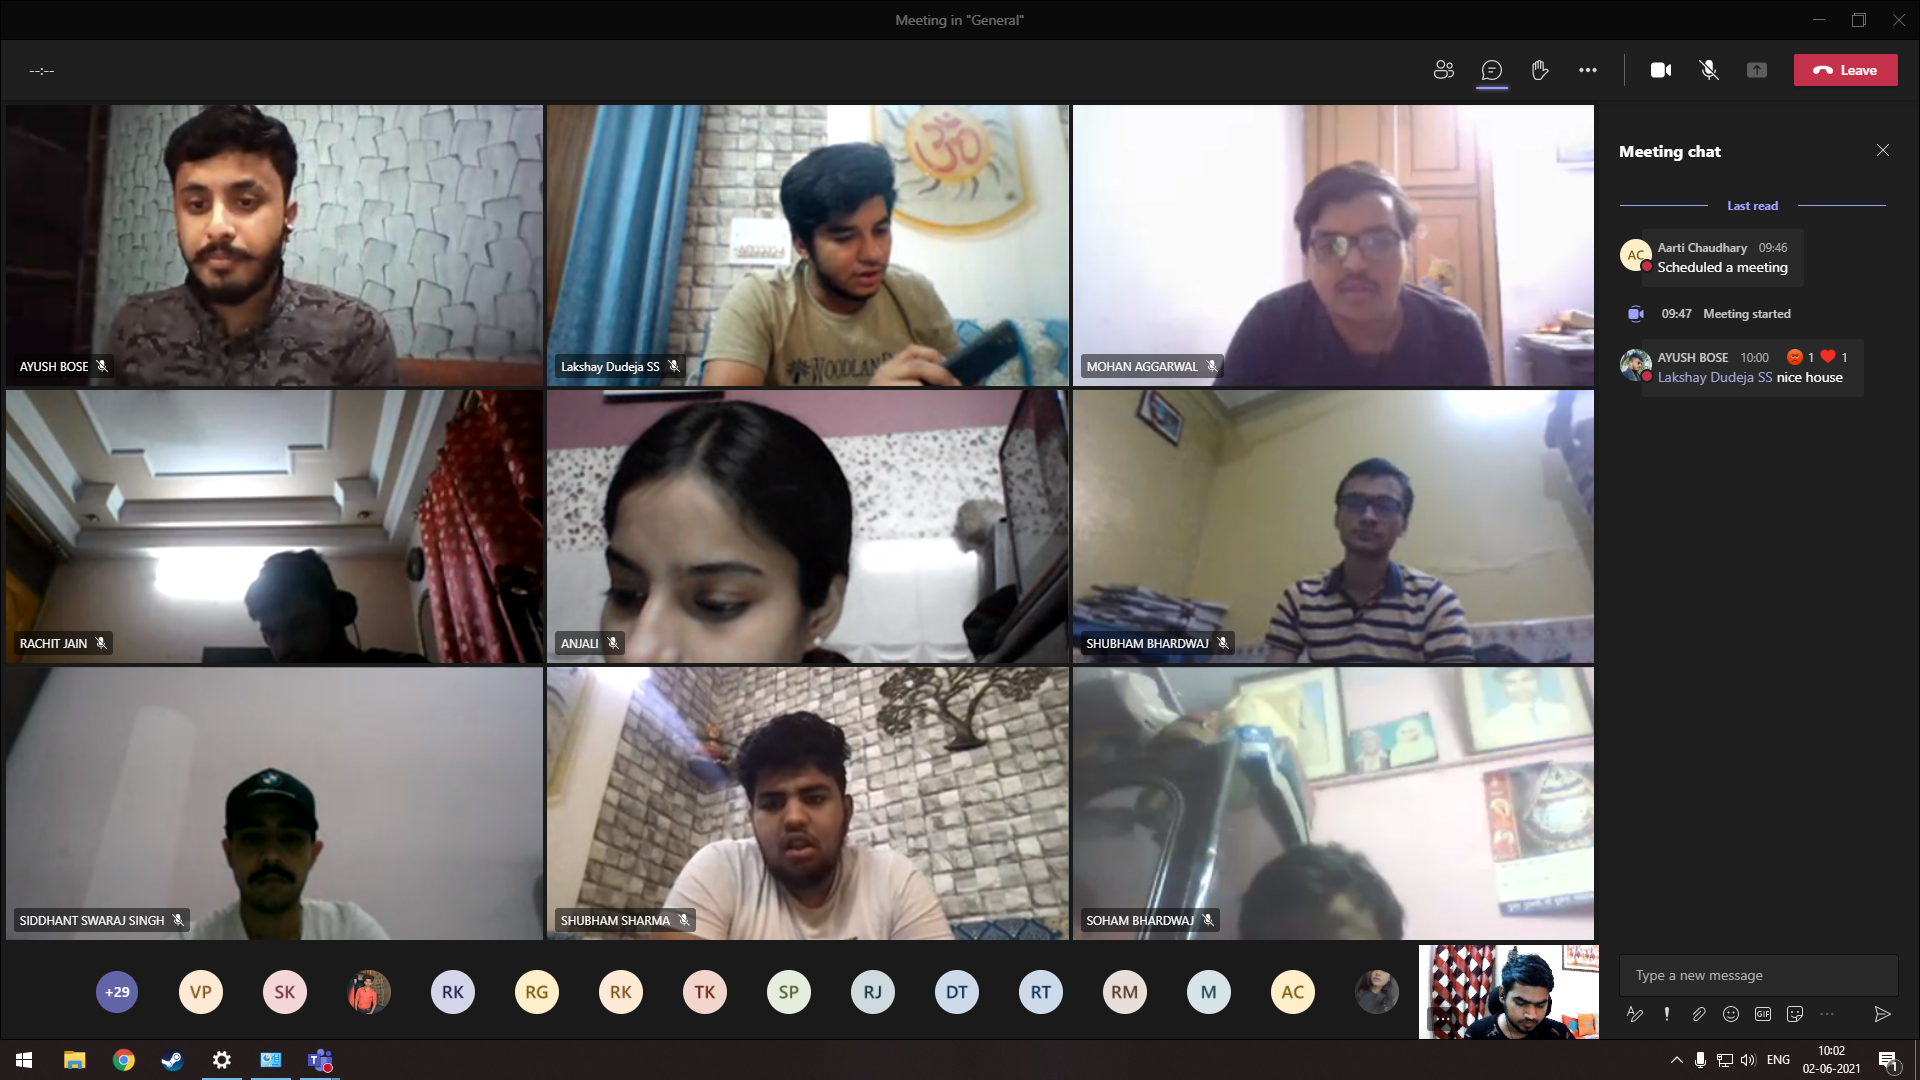 Meeting in "General"
--:--
Leave
AYUSH BOSE
Lakshay Dudeja SS
WOODLAND
ॐ
MOHAN AGGARWAL
RACHIT JAIN
ANJALI
SHUBHAM BHARDWAJ
SIDDHANT SWARAJ SINGH
SHUBHAM SHARMA
SOHAM BHARDWAJ
+29
VP
SK
RK
RG
RK
TK
SP
RJ
DT
RT
RM
M
AC
...
Meeting chat
Last read
AC
Aarti Chaudhary 09:46
Scheduled a meeting
09:47 Meeting started
AYUSH BOSE 10:00 1 1
Lakshay Dudeja SS nice house
Type a new message
GIF
T
ENG
10:02
02-06-2021
1